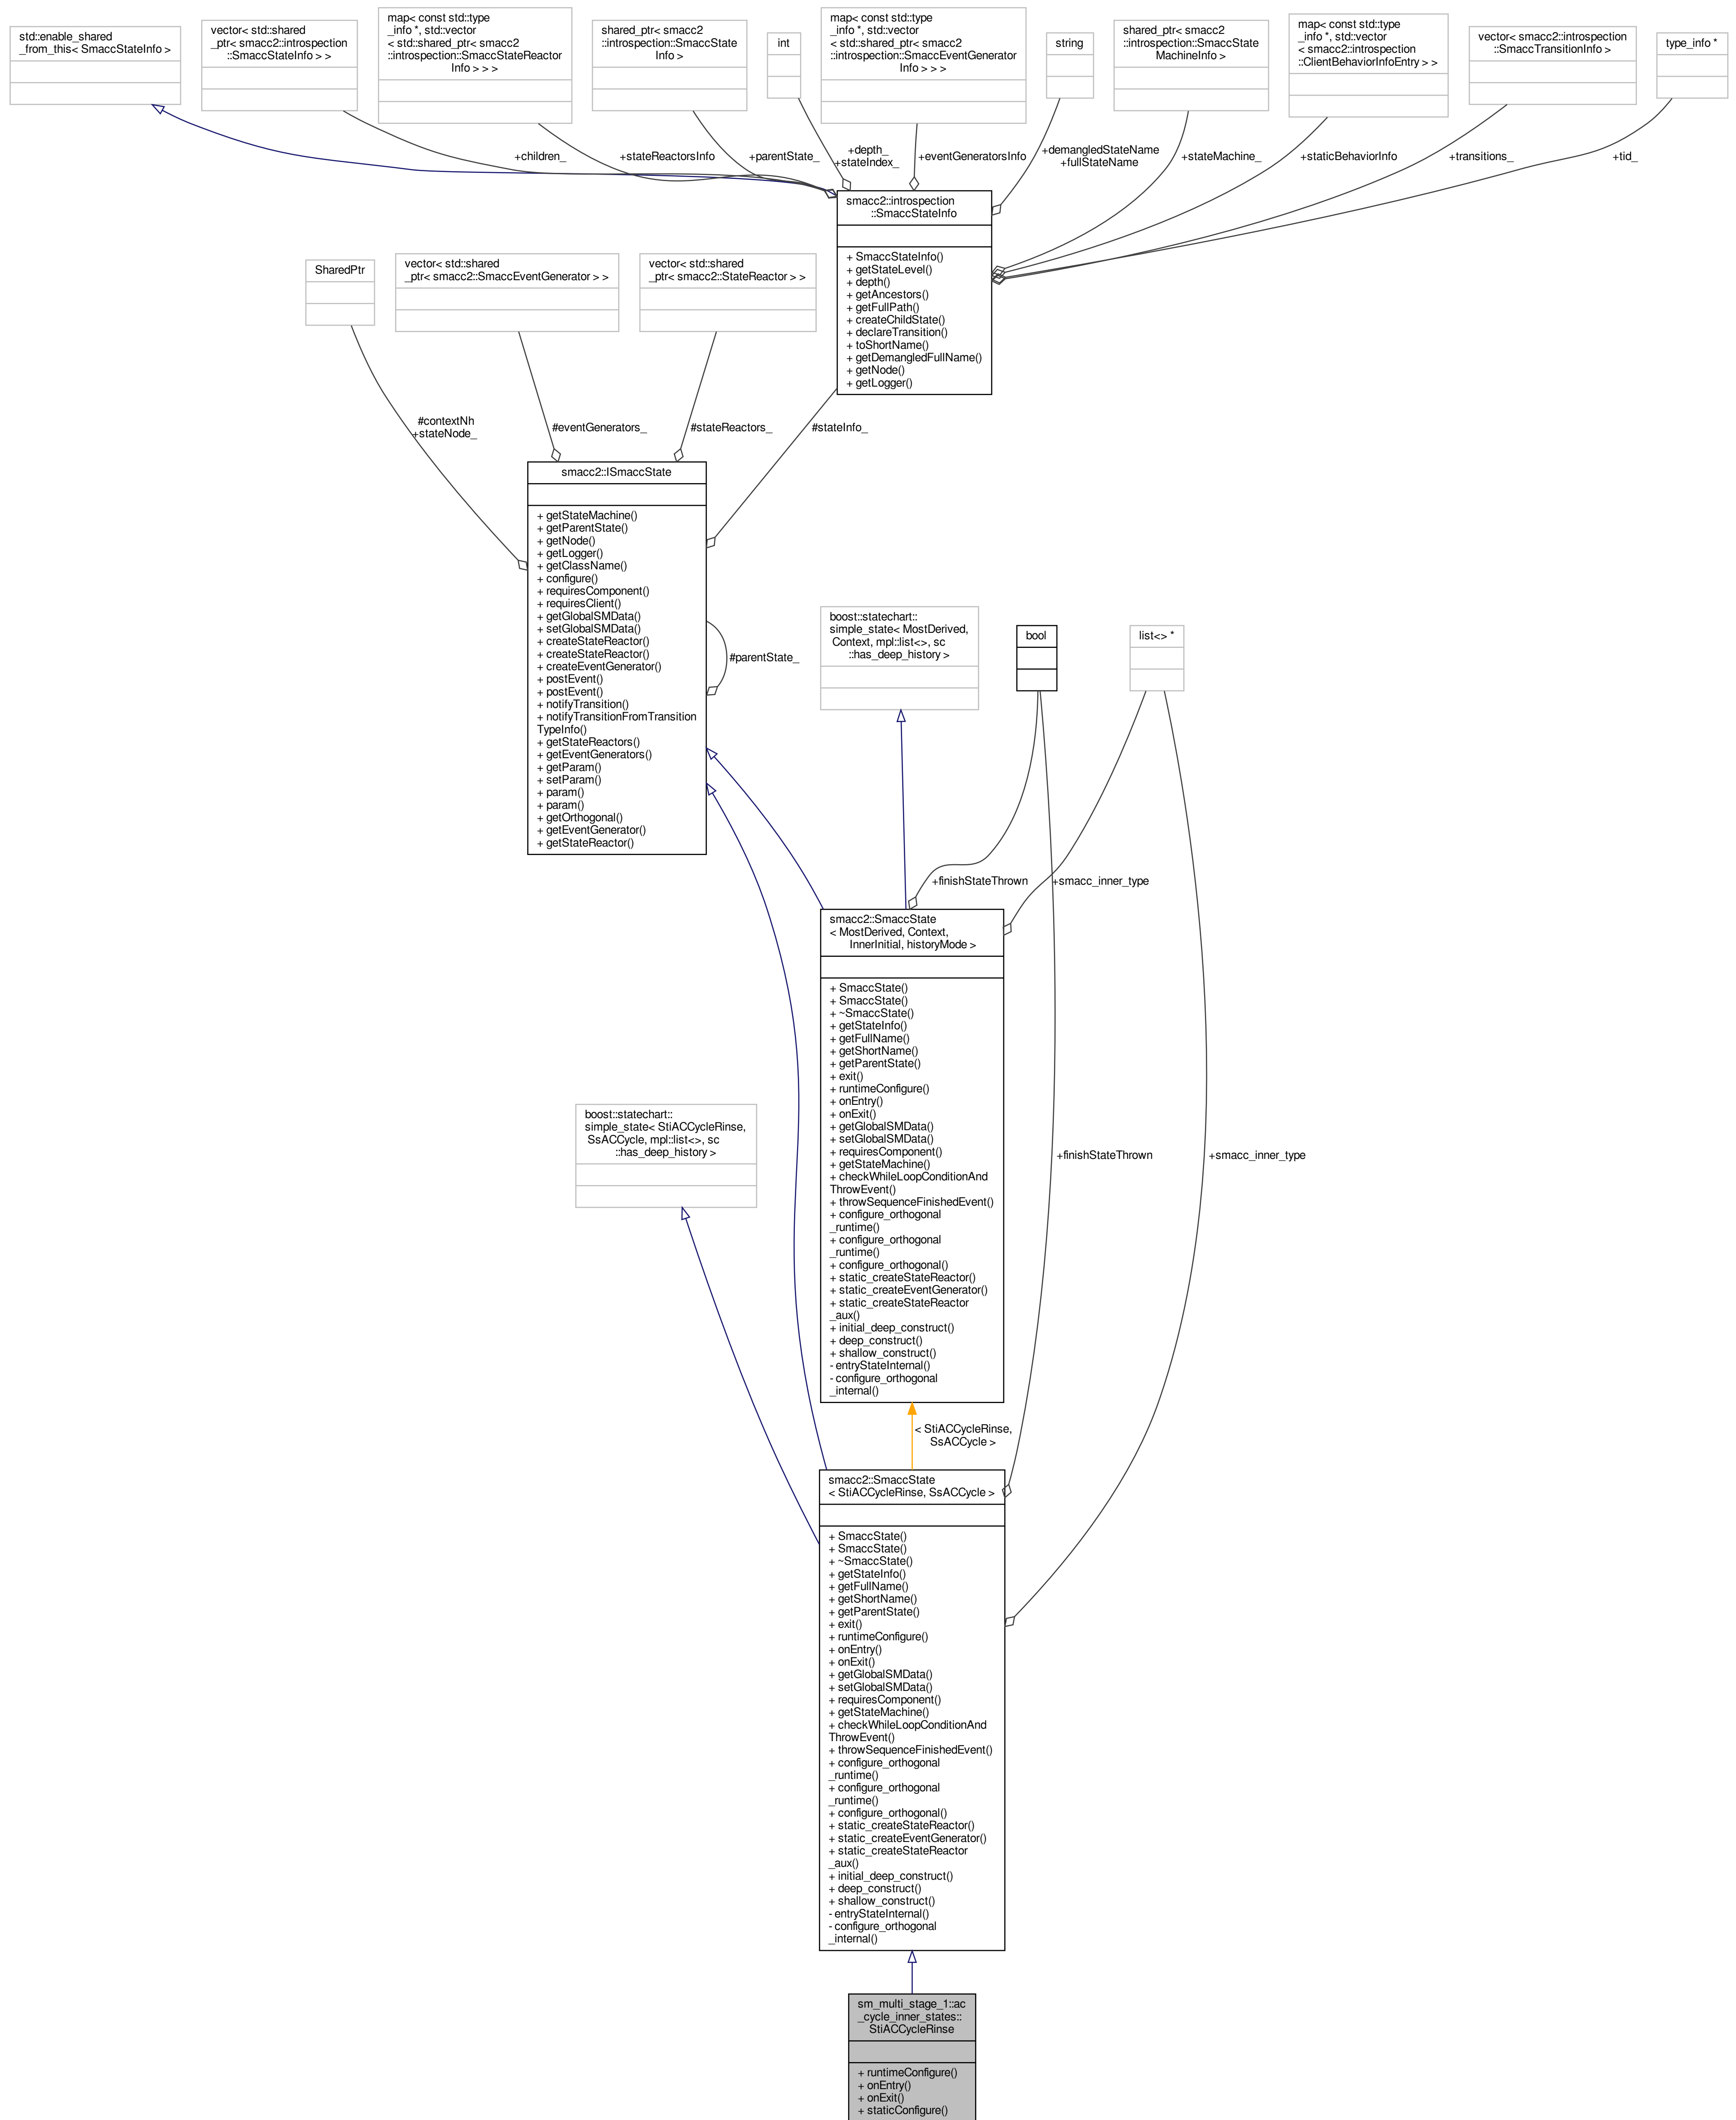 std::enable_shared
_from_this< SmaccStateInfo >
vector< std::shared
_ptr< smacc2::introspection
::SmaccStateInfo > >
map< const std::type
_info *, std::vector
< std::shared_ptr< smacc2
::introspection::SmaccStateReactor
Info > > >
shared_ptr< smacc2
::introspection::SmaccState
Info >
int
map< const std::type
_info *, std::vector
< std::shared_ptr< smacc2
::introspection::SmaccEventGenerator
Info > > >
string
shared_ptr< smacc2
::introspection::SmaccState
MachineInfo >
map< const std::type
_info *, std::vector
< smacc2::introspection
::ClientBehaviorInfoEntry > >
vector< smacc2::introspection
::SmaccTransitionInfo >
type_info *
+children_
+stateReactorsInfo
+parentState_
+depth_
+stateIndex_
+eventGeneratorsInfo
+demangledStateName
+fullStateName
+stateMachine_
+staticBehaviorInfo
+transitions_
+tid_
smacc2::introspection
::SmaccStateInfo
+ SmaccStateInfo()
+ getStateLevel()
+ depth()
+ getAncestors()
+ getFullPath()
+ createChildState()
+ declareTransition()
+ toShortName()
+ getDemangledFullName()
+ getNode()
+ getLogger()
SharedPtr
vector< std::shared
_ptr< smacc2::SmaccEventGenerator > >
vector< std::shared
_ptr< smacc2::StateReactor > >
#contextNh
+stateNode_
#eventGenerators_
#stateReactors_
#stateInfo_
smacc2::ISmaccState
+ getStateMachine()
+ getParentState()
+ getNode()
+ getLogger()
+ getClassName()
+ configure()
+ requiresComponent()
+ requiresClient()
+ getGlobalSMData()
+ setGlobalSMData()
+ createStateReactor()
+ createStateReactor()
+ createEventGenerator()
+ postEvent()
+ postEvent()
+ notifyTransition()
+ notifyTransitionFromTransition
TypeInfo()
+ getStateReactors()
+ getEventGenerators()
+ getParam()
+ setParam()
+ param()
+ param()
+ getOrthogonal()
+ getEventGenerator()
+ getStateReactor()
#parentState_
boost::statechart::
simple_state< MostDerived,
Context, mpl::list<>, sc
::has_deep_history >
bool
list<> *
+finishStateThrown
+smacc_inner_type
smacc2::SmaccState
< MostDerived, Context,
InnerInitial, historyMode >
+ SmaccState()
+ SmaccState()
+ ~SmaccState()
+ getStateInfo()
+ getFullName()
+ getShortName()
+ getParentState()
+ exit()
+ runtimeConfigure()
+ onEntry()
+ onExit()
+ getGlobalSMData()
+ setGlobalSMData()
+ requiresComponent()
+ getStateMachine()
+ checkWhileLoopConditionAnd
ThrowEvent()
+ throwSequenceFinishedEvent()
+ configure_orthogonal
_runtime()
+ configure_orthogonal
_runtime()
+ configure_orthogonal()
+ static_createStateReactor()
+ static_createEventGenerator()
+ static_createStateReactor
_aux()
+ initial_deep_construct()
+ deep_construct()
+ shallow_construct()
- entryStateInternal()
- configure_orthogonal
_internal()
boost::statechart::
simple_state< StiACCycleRinse,
SsACCycle, mpl::list<>, sc
::has_deep_history >
+finishStateThrown
+smacc_inner_type
< StiACCycleRinse,
SsACCycle >
smacc2::SmaccState
< StiACCycleRinse, SsACCycle >
+ SmaccState()
+ SmaccState()
+ ~SmaccState()
+ getStateInfo()
+ getFullName()
+ getShortName()
+ getParentState()
+ exit()
+ runtimeConfigure()
+ onEntry()
+ onExit()
+ getGlobalSMData()
+ setGlobalSMData()
+ requiresComponent()
+ getStateMachine()
+ checkWhileLoopConditionAnd
ThrowEvent()
+ throwSequenceFinishedEvent()
+ configure_orthogonal
_runtime()
+ configure_orthogonal
_runtime()
+ configure_orthogonal()
+ static_createStateReactor()
+ static_createEventGenerator()
+ static_createStateReactor
_aux()
+ initial_deep_construct()
+ deep_construct()
+ shallow_construct()
- entryStateInternal()
- configure_orthogonal
_internal()
sm_multi_stage_1::ac
_cycle_inner_states::
StiACCycleRinse
+ runtimeConfigure()
+ onEntry()
+ onExit()
+ staticConfigure()